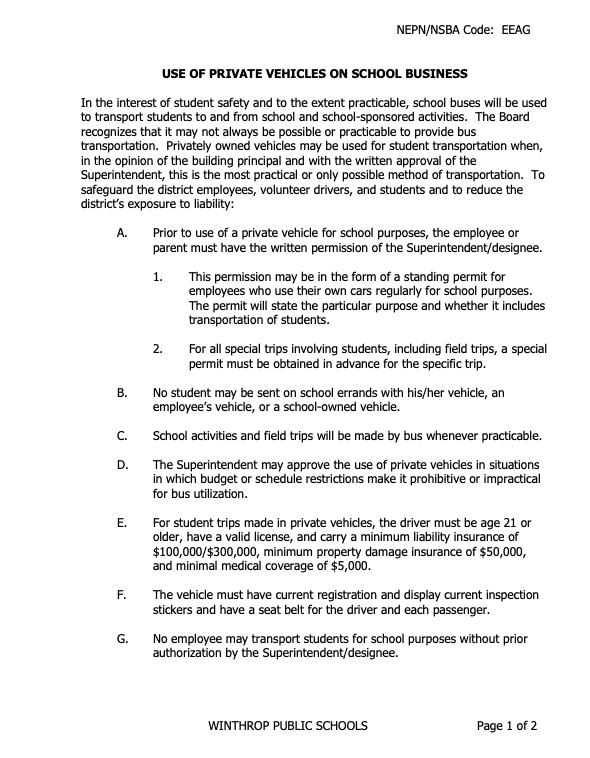 NEPN/NSBA Code: EEAG
USE OF PRIVATE VEHICLES ON SCHOOL BUSINESS
In the interest of student safety and to the extent practicable, school buses will be used
to transport students to and from school and school-sponsored activities. The Board
recognizes that it may not always be possible or practicable to provide bus
transportation. Privately owned vehicles may be used for student transportation when,
in the opinion of the building principal and with the written approval of the
Superintendent, this is the most practical or only possible method of transportation. To
safeguard the district employees, volunteer drivers, and students and to reduce the
district's exposure to liability:
A. Prior to use of a private vehicle for school purposes, the employee or
parent must have the written permission of the Superintendent/designee.
1. This permission may be in the form of a standing permit for
employees who use their own cars regularly for school purposes.
The permit will state the particular purpose and whether it includes
transportation of students.
2. For all special trips involving students, including field trips, a special
permit must be obtained in advance for the specific trip.
B. No student may be sent on school errands with his/her vehicle, an
employee's vehicle, or a school-owned vehicle.
C. School activities and field trips will be made by bus whenever practicable.
D. The Superintendent may approve the use of private vehicles in situations
in which budget or schedule restrictions make it prohibitive or impractical
for bus utilization.
E. For student trips made in private vehicles, the driver must be age 21 or
older, have a valid license, and carry a minimum liability insurance of
$100,000/$300,000, minimum property damage insurance of $50,000,
and minimal medical coverage of $5,000.
F. The vehicle must have current registration and display current inspection
stickers and have a seat belt for the driver and each passenger.
G. No employee may transport students for school purposes without prior
authorization by the Superintendent/designee.
WINTHROP PUBLIC SCHOOLS Page 1 of 2